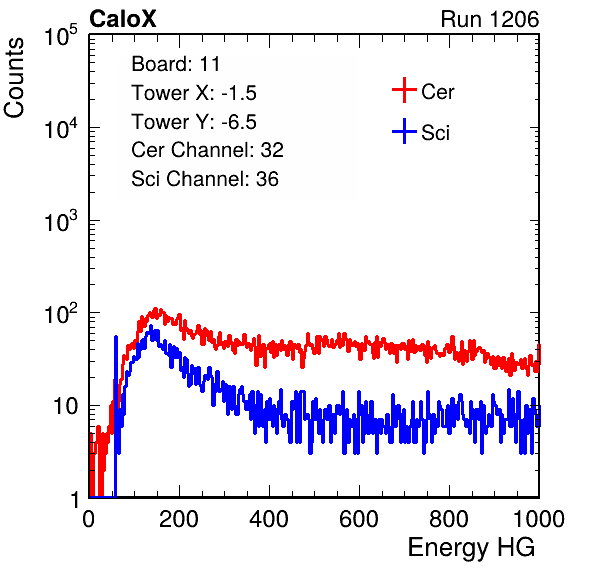 CaloX Run 1206
Counts
10^5
10^4
10^3
10^2
10
1
Board: 11
Tower X: -1.5
Tower Y: -6.5
Cer Channel: 32
Sci Channel: 36
Cer
Sci
0 200 400 600 800 1000
Energy HG